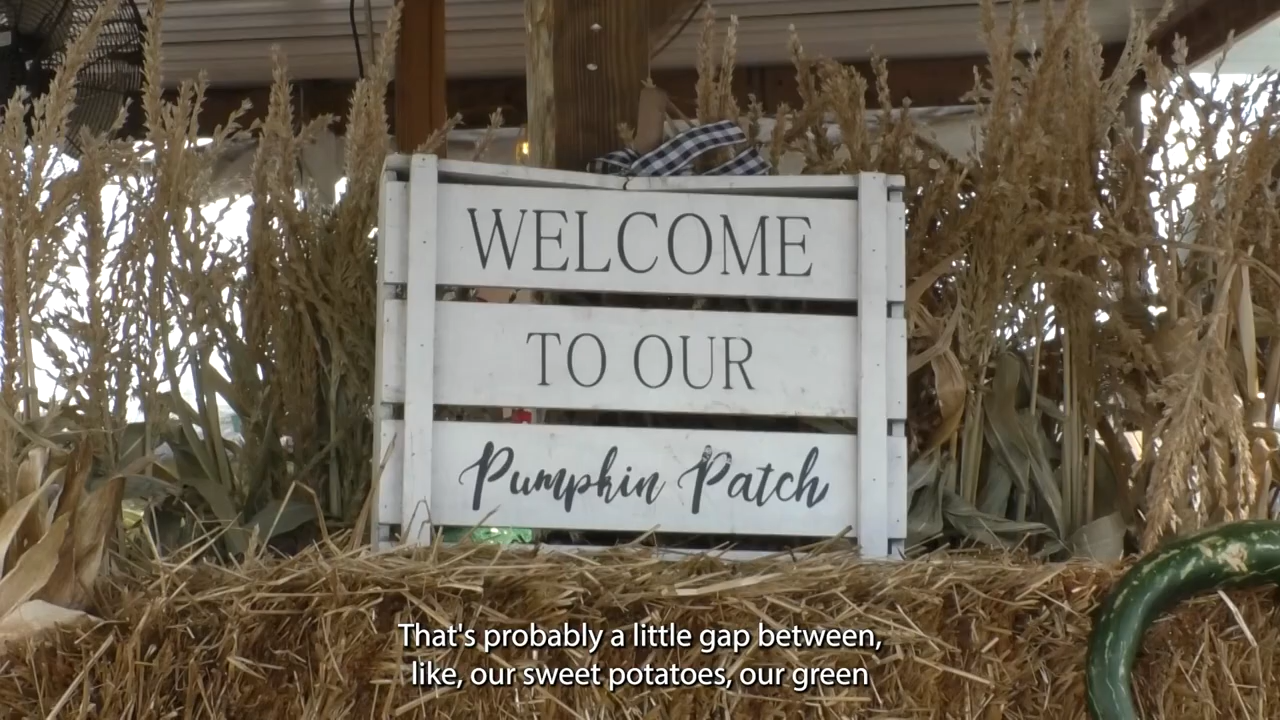 WELCOME
TO OUR
Pumpkin Patch
That's probably a little gap between,
like, our sweet potatoes, our green